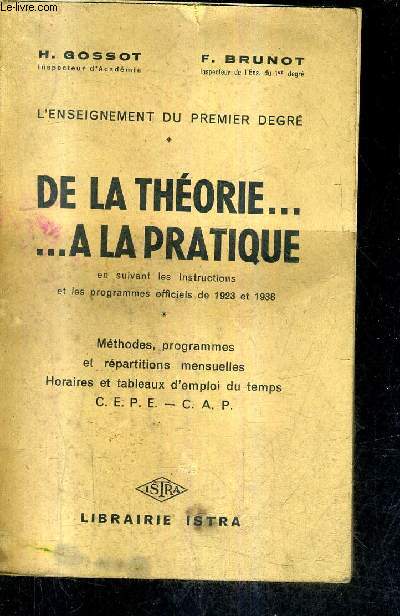 Le-livre.fr
H. GOSSOT F. BRUNOT
Inspecteur d'Académie Inspecteur de l'Ens. du 1er degré
L'ENSEIGNEMENT DU PREMIER DEGRÉ
DE LA THÉORIE...
...A LA PRATIQUE
en suivant les instructions
et les programmes officiels de 1923 et 1938
Méthodes, programmes
et répartitions mensuelles
Horaires et tableaux d'emploi du temps
C. E. P. E. — C. A. P.
ISTRA
LIBRAIRIE ISTRA